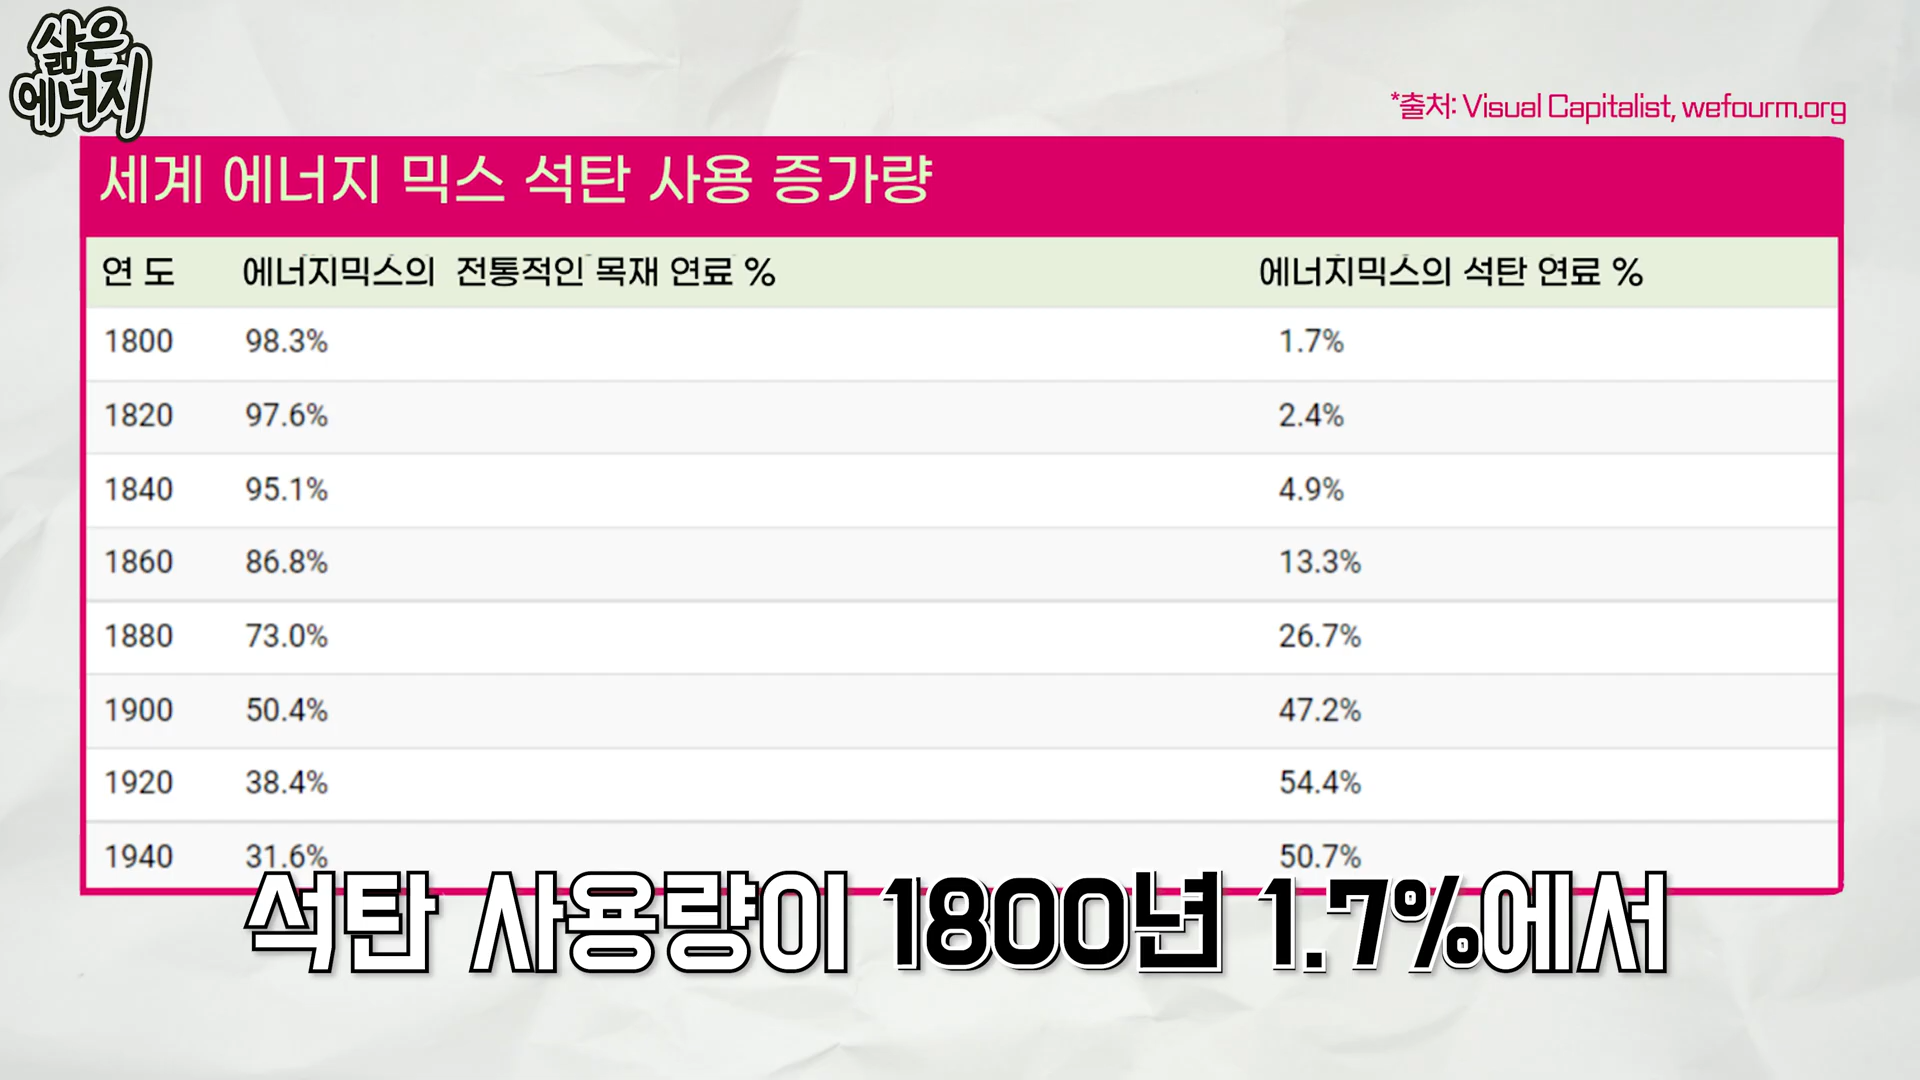 삶은
에너지
*출처: Visual Capitalist, wefourm.org
세계 에너지 믹스 석탄 사용 증가량
연 도 에너지믹스의 전통적인 목재 연료 % 에너지믹스의 석탄 연료 %
1800 98.3% 1.7%
1820 97.6% 2.4%
1840 95.1% 4.9%
1860 86.8% 13.3%
1880 73.0% 26.7%
1900 50.4% 47.2%
1920 38.4% 54.4%
1940 31.6% 50.7%
석탄 사용량이 1800년 1.7%에서